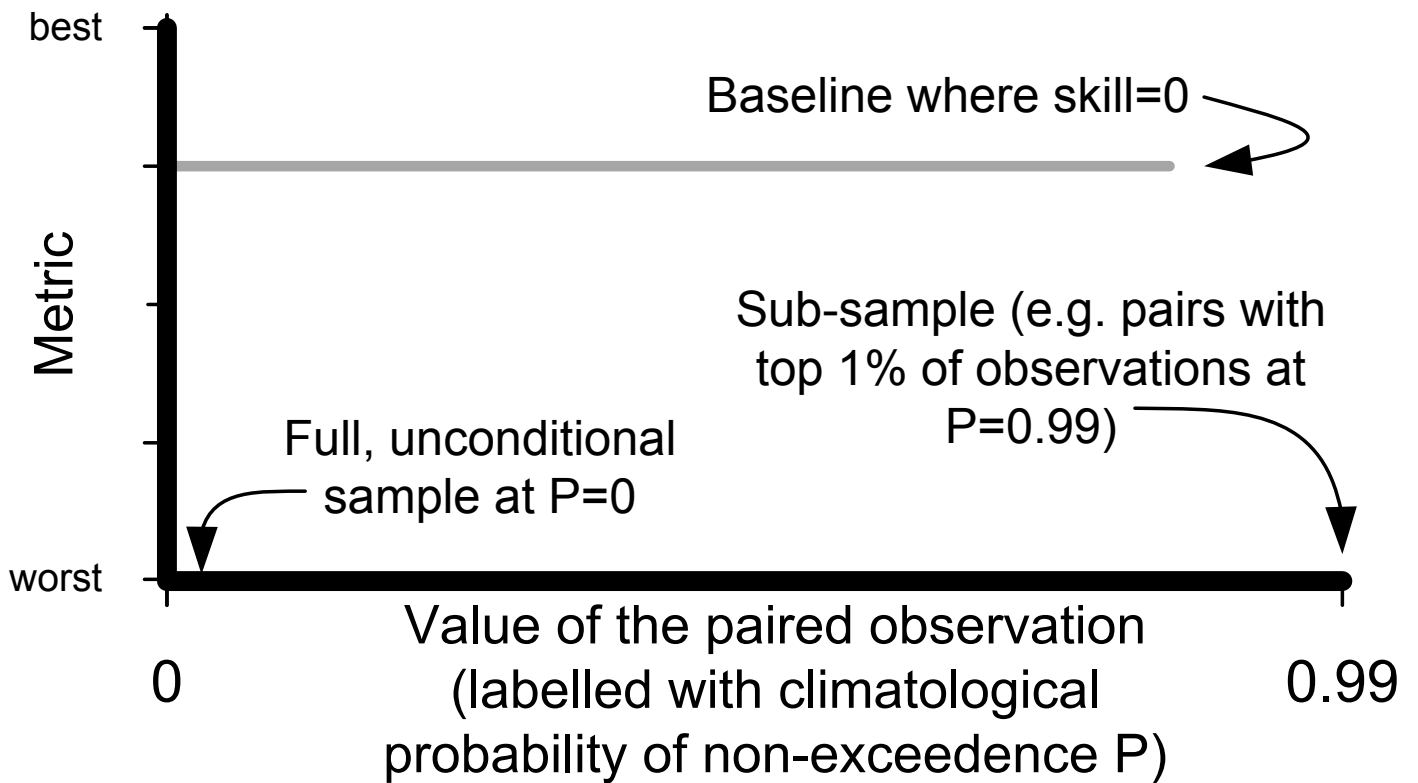 best
Baseline where skill=0
Metric
Sub-sample (e.g. pairs with
top 1% of observations at
P=0.99)
Full, unconditional
sample at P=0
worst
0
0.99
Value of the paired observation
(labelled with climatological
probability of non-exceedence P)